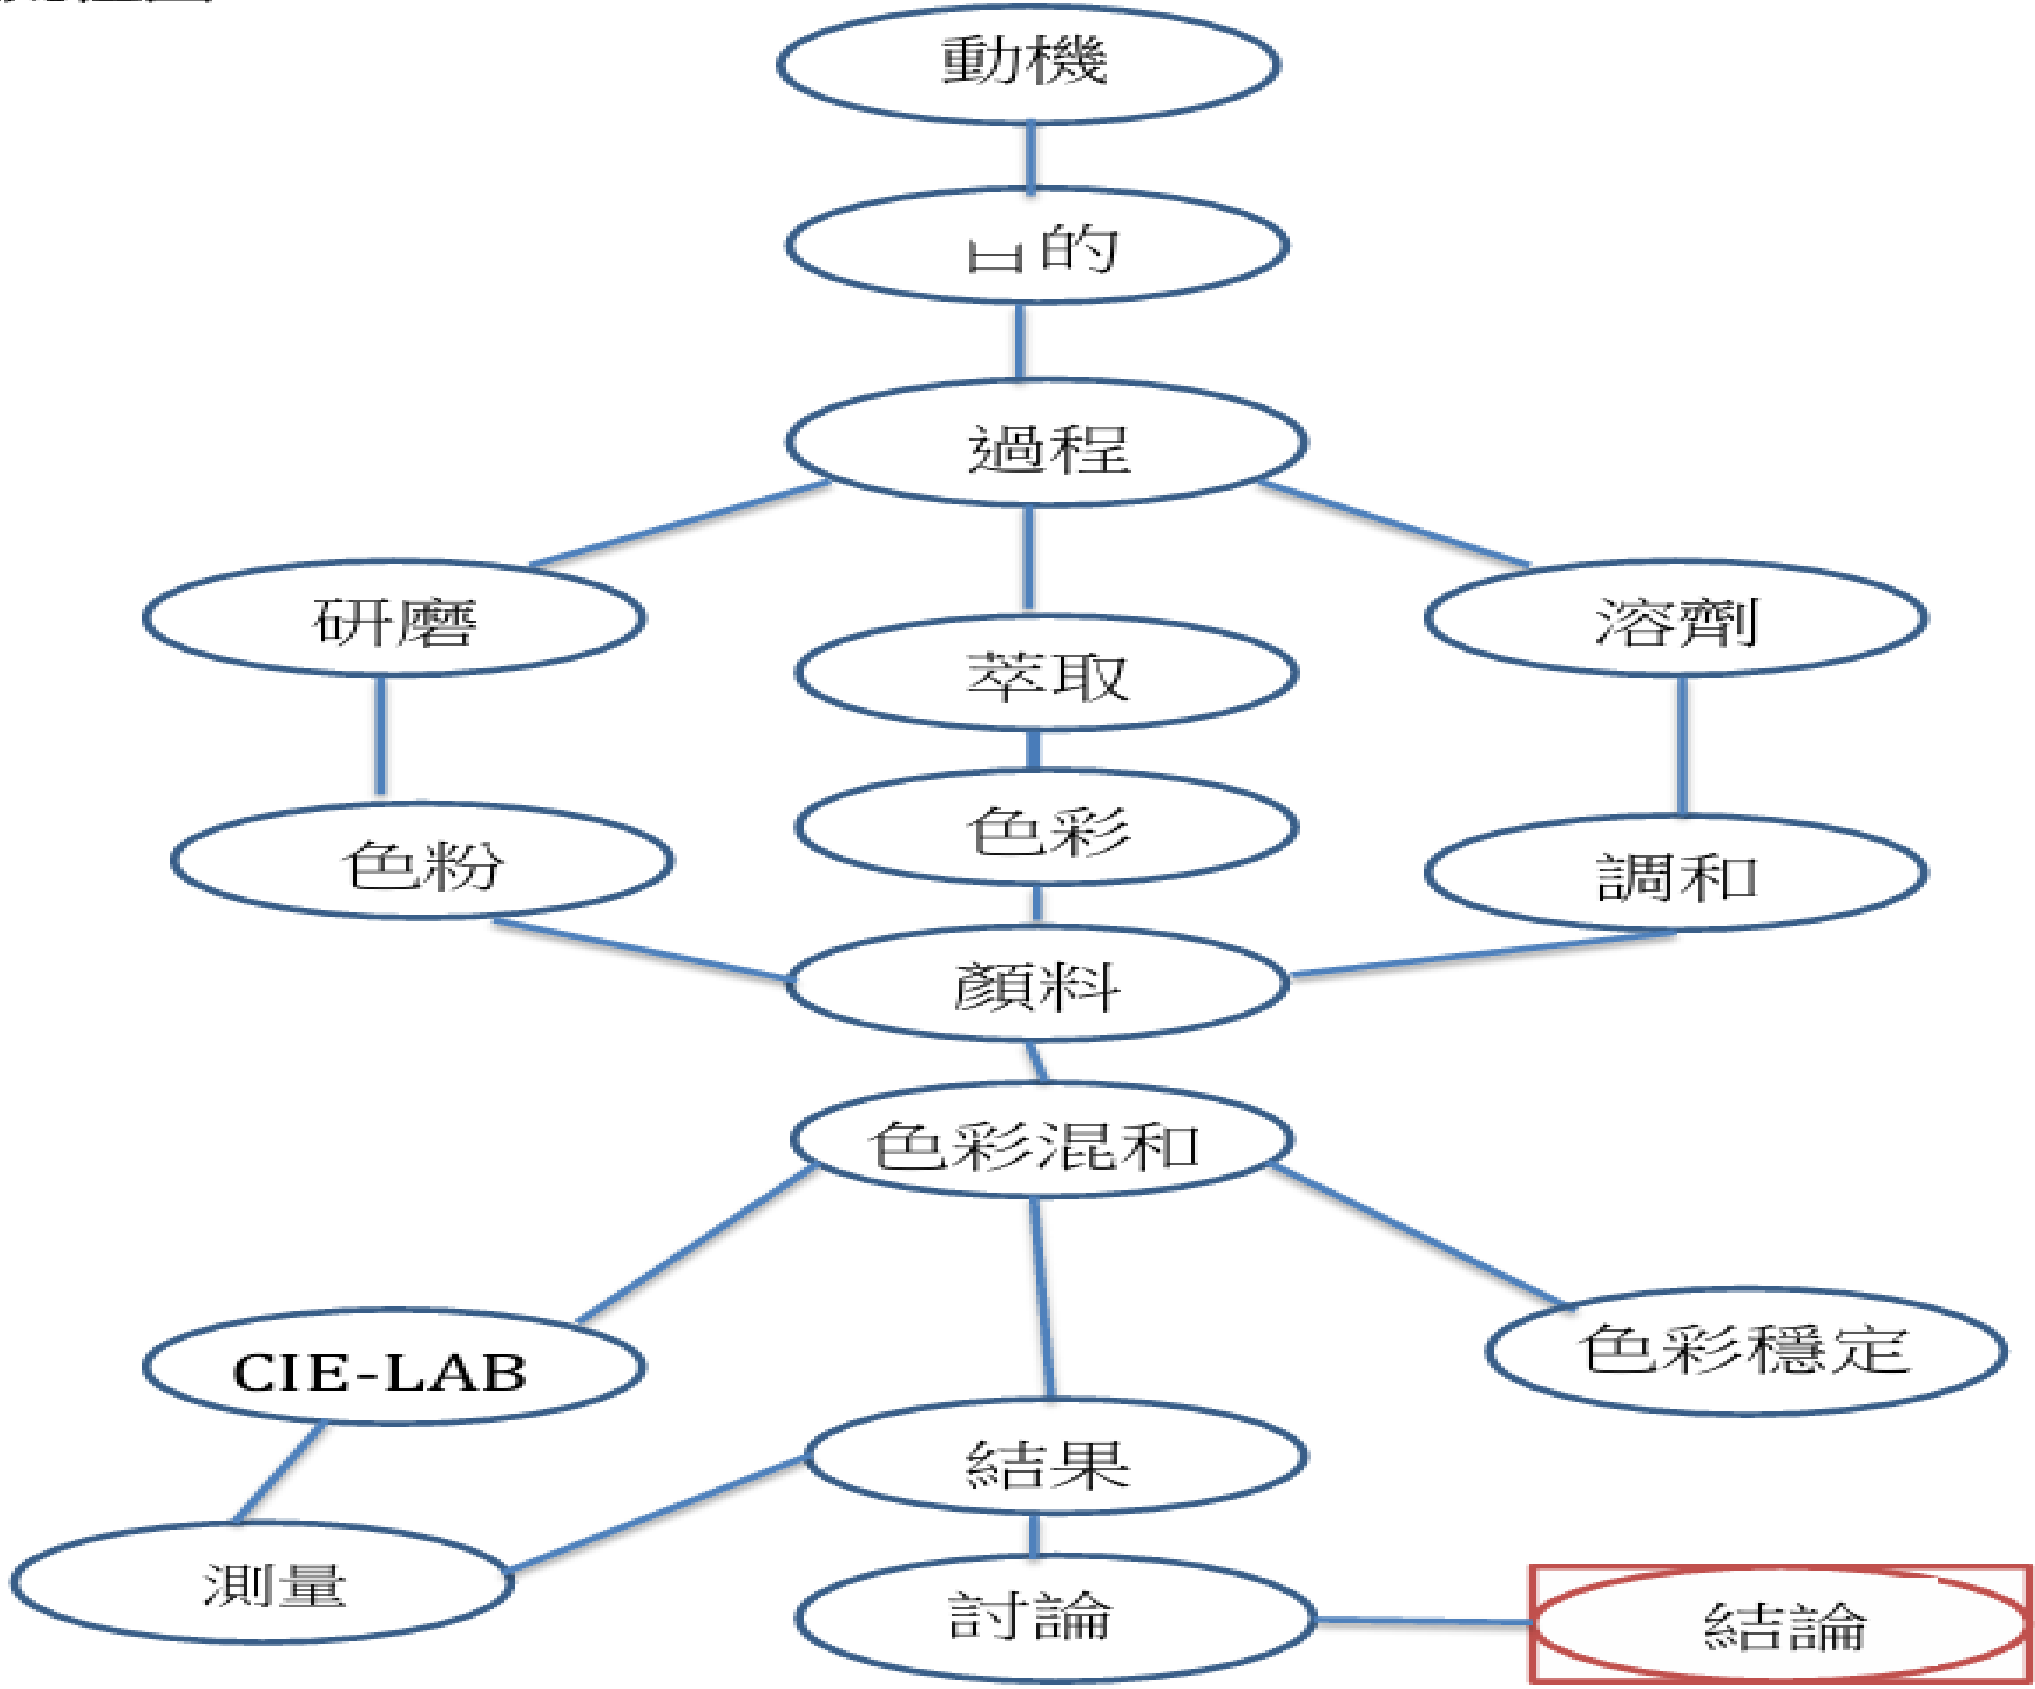 動機
目的
過程
研磨
溶劑
萃取
色彩
色粉
調和
顏料
色彩混和
CIE-LAB
色彩穩定
結果
測量
討論
結論